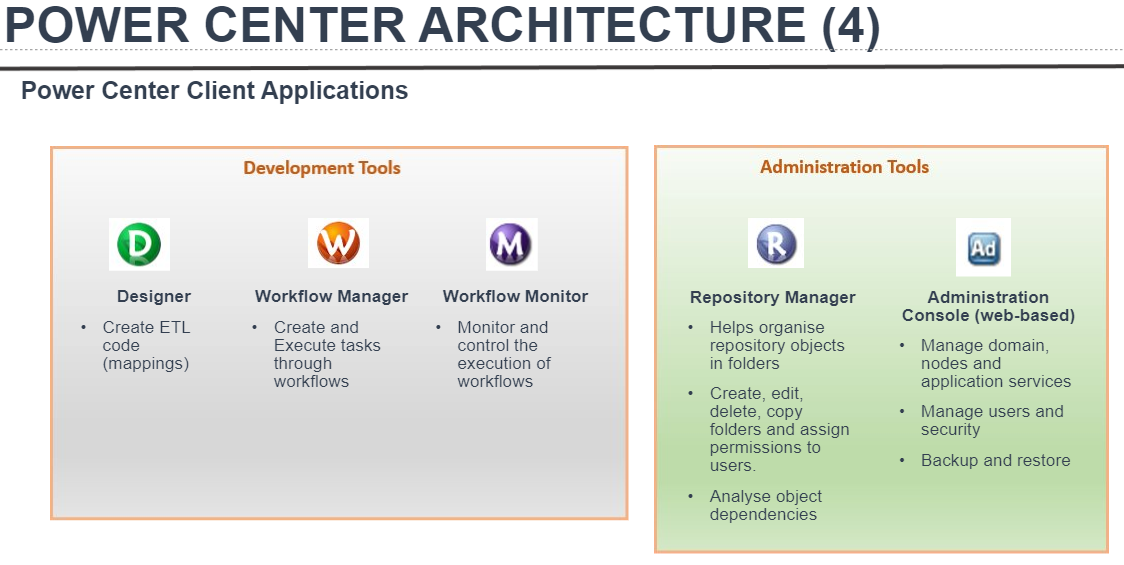 POWER CENTER ARCHITECTURE (4)
Power Center Client Applications
Development Tools
D
Designer
• Create ETL
code
(mappings)
W
Workflow Manager
• Create and
Execute tasks
through
workflows
M
Workflow Monitor
• Monitor and
control the
execution of
workflows
Administration Tools
R
Repository Manager
• Helps organise
repository objects
in folders
• Create, edit,
delete, copy
folders and assign
permissions to
users.
• Analyse object
dependencies
Ad
Administration
Console (web-based)
• Manage domain,
nodes and
application services
• Manage users and
security
• Backup and restore